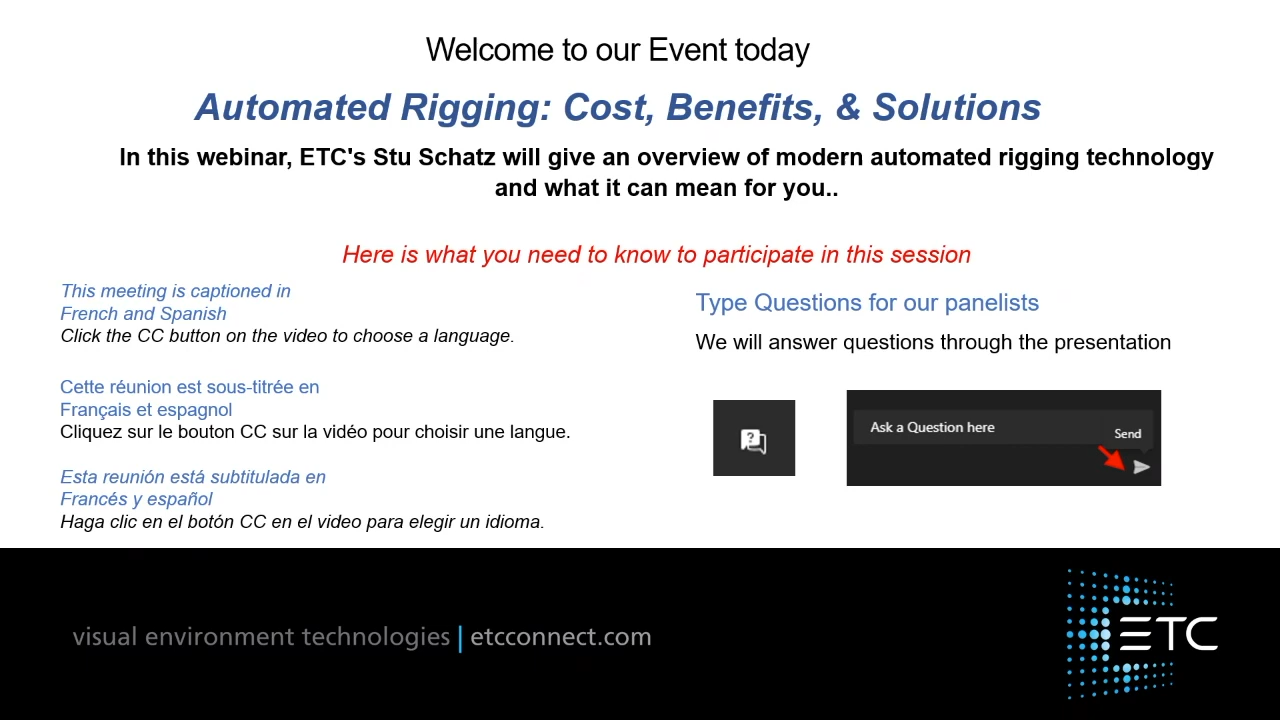 Welcome to our Event today
Automated Rigging: Cost, Benefits, & Solutions
In this webinar, ETC's Stu Schatz will give an overview of modern automated rigging technology
and what it can mean for you..
Here is what you need to know to participate in this session
This meeting is captioned in
French and Spanish
Click the CC button on the video to choose a language.
Cette réunion est sous-titrée en
Français et espagnol
Cliquez sur le bouton CC sur la vidéo pour choisir une langue.
Esta reunión está subtitulada en
Francés y español
Haga clic en el botón CC en el video para elegir un idioma.
Type Questions for our panelists
We will answer questions through the presentation
?
Ask a Question here
Send
visual environment technologies | etcconnect.com
ETC